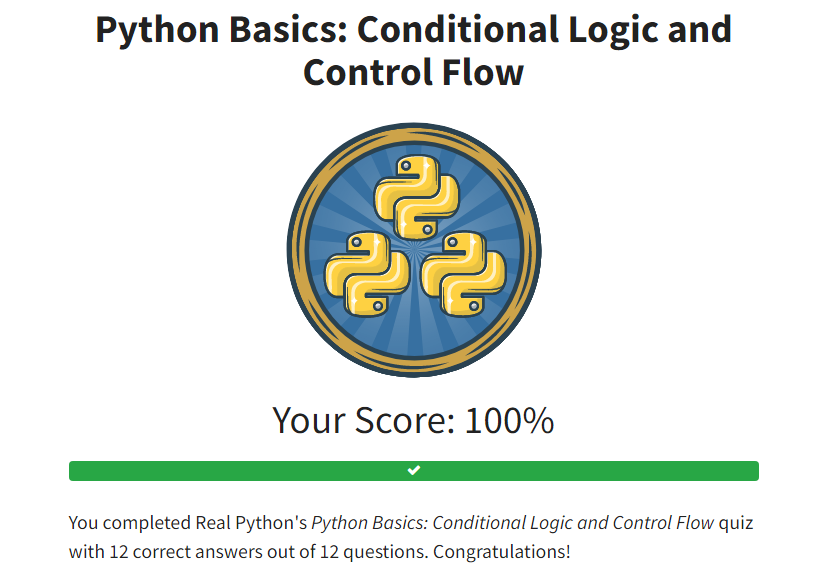 Python Basics: Conditional Logic and
Control Flow
Your Score: 100%
You completed Real Python's Python Basics: Conditional Logic and Control Flow quiz
with 12 correct answers out of 12 questions. Congratulations!